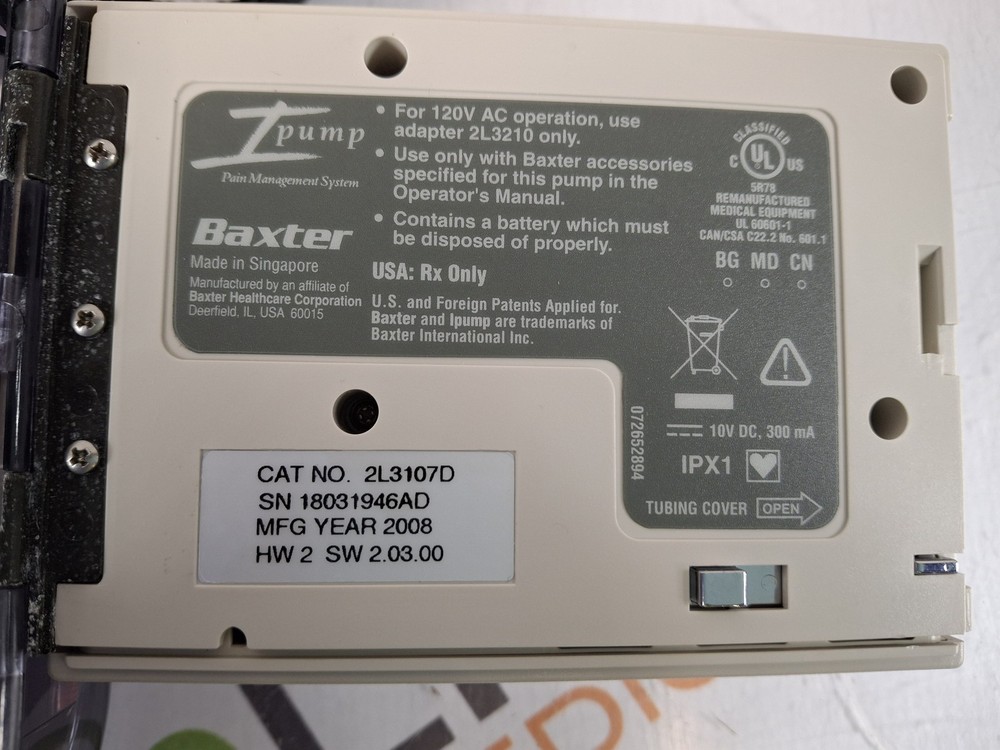 Ipump
Pain Management System
Baxter
Made in Singapore
Manufactured by an affiliate of
Baxter Healthcare Corporation
Deerfield, IL, USA 60015
• For 120V AC operation, use
adapter 2L3210 only.
• Use only with Baxter accessories
specified for this pump in the
Operator's Manual.
• Contains a battery which must
be disposed of properly.
USA: Rx Only
U.S. and Foreign Patents Applied for.
Baxter and Ipump are trademarks of
Baxter International Inc.
CLASSIFIED
C UL US
5R78
REMANUFACTURED
MEDICAL EQUIPMENT
UL 60601-1
CAN/CSA C22.2 No. 601.1
BG MD CN
072652894
10V DC, 300 mA
IPX1
TUBING COVER OPEN
CAT NO. 2L3107D
SN 18031946AD
MFG YEAR 2008
HW 2 SW 2.03.00